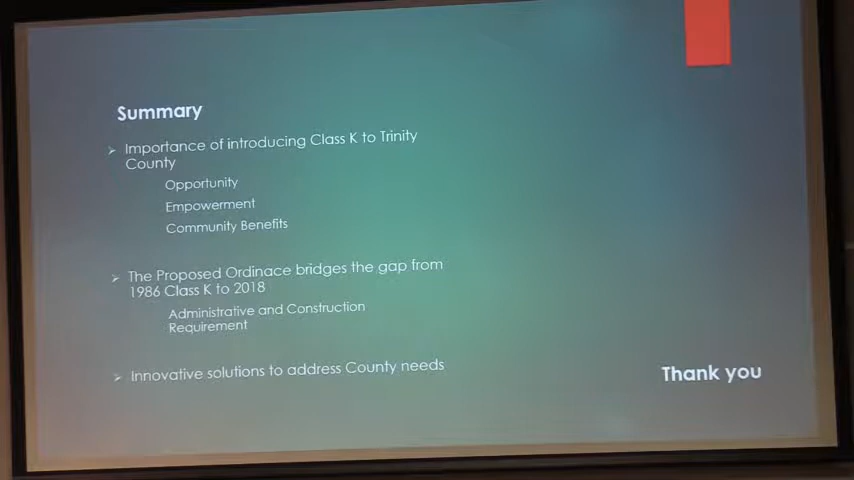 Summary
Importance of introducing Class K to Trinity
County
Opportunity
Empowerment
Community Benefits
The Proposed Ordinace bridges the gap from
1986 Class K to 2018
Administrative and Construction
Requirement
Innovative solutions to address County needs
Thank you